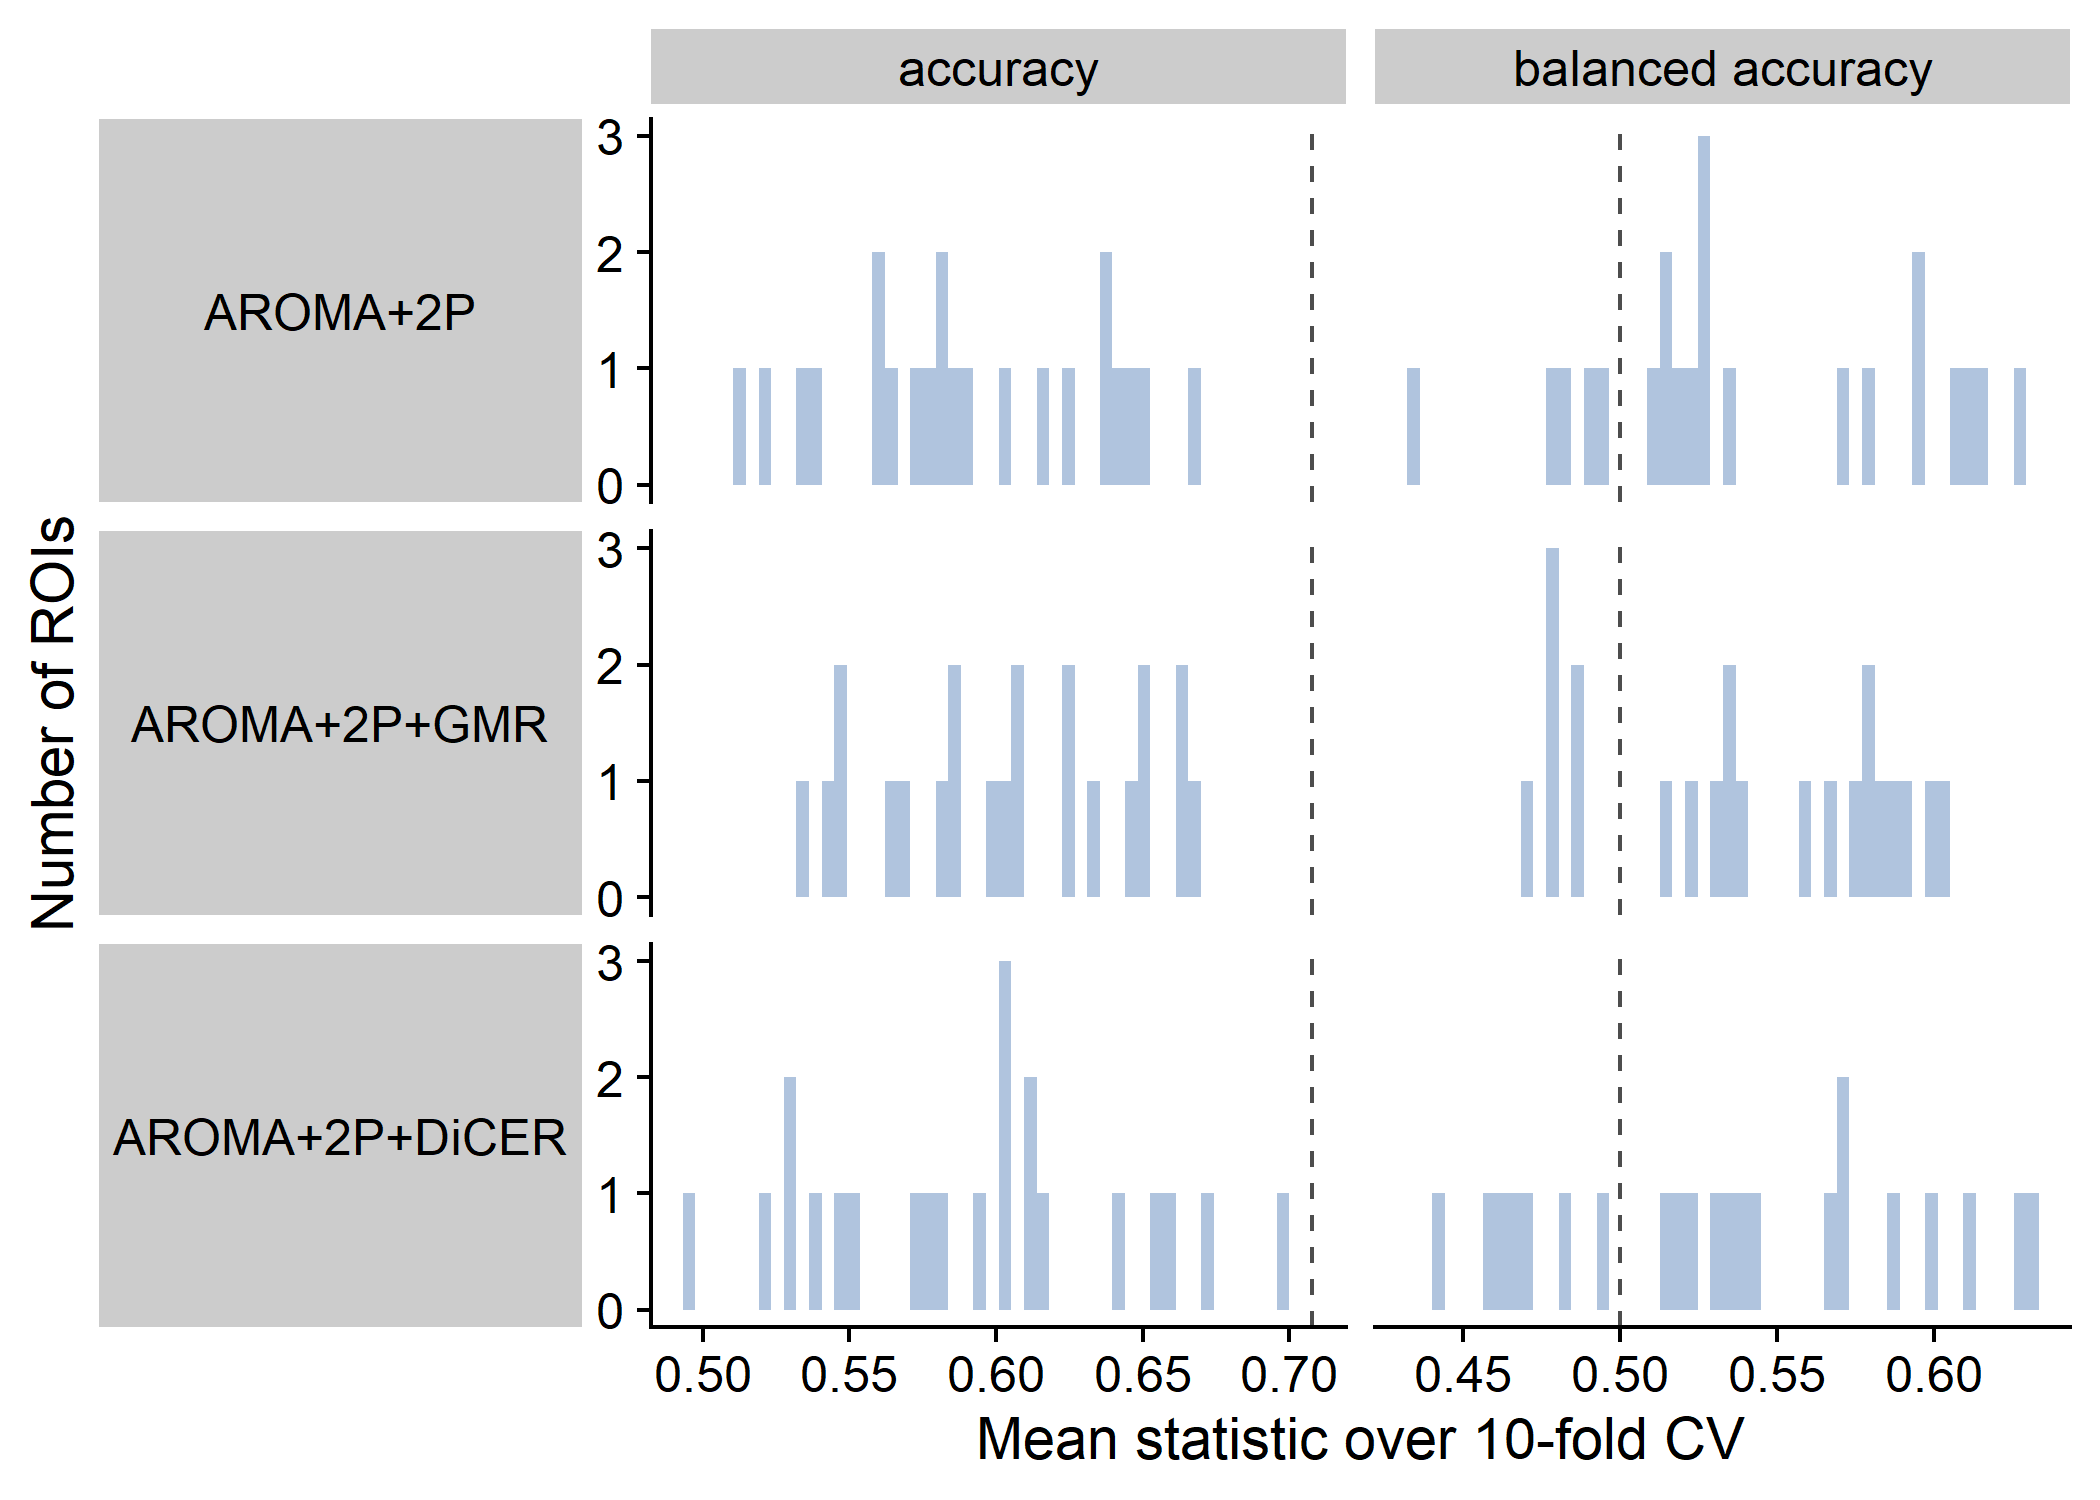 accuracy
balanced accuracy
Number of ROIs
AROMA+2P
3
2
1
0
AROMA+2P+GMR
3
2
1
0
AROMA+2P+DiCER
3
2
1
0
0.50 0.55 0.60 0.65 0.70
0.45 0.50 0.55 0.60
Mean statistic over 10-fold CV